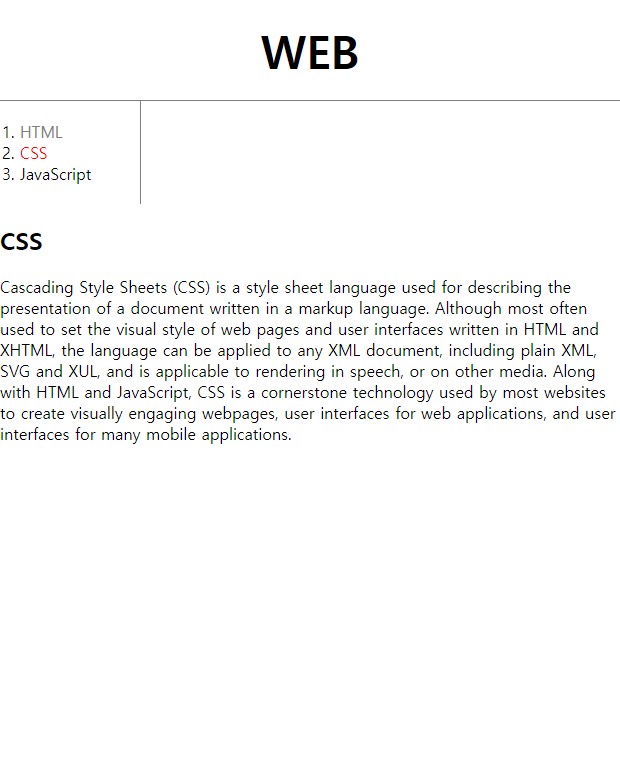 WEB
1. HTML
2. CSS
3. JavaScript
CSS
Cascading Style Sheets (CSS) is a style sheet language used for describing the
presentation of a document written in a markup language. Although most often
used to set the visual style of web pages and user interfaces written in HTML and
XHTML, the language can be applied to any XML document, including plain XML,
SVG and XUL, and is applicable to rendering in speech, or on other media. Along
with HTML and JavaScript, CSS is a cornerstone technology used by most websites
to create visually engaging webpages, user interfaces for web applications, and user
interfaces for many mobile applications.